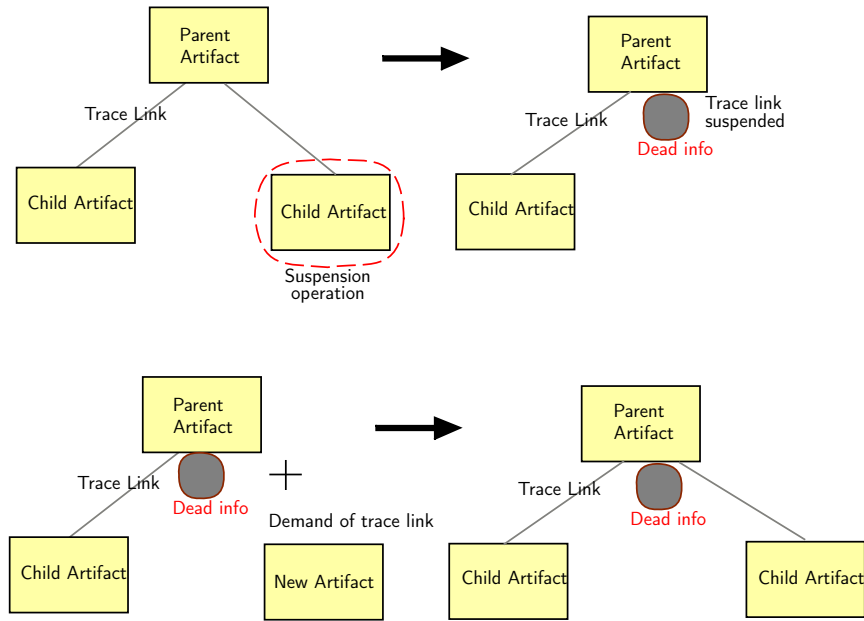 Parent
Artifact
Trace Link
Child Artifact
Child Artifact
Suspension
operation
Parent
Artifact
Trace Link
Trace link
suspended
Dead info
Child Artifact
Parent
Artifact
Trace Link
Dead info
Demand of trace link
Child Artifact
New Artifact
Parent
Artifact
Trace Link
Dead info
Child Artifact
Child Artifact